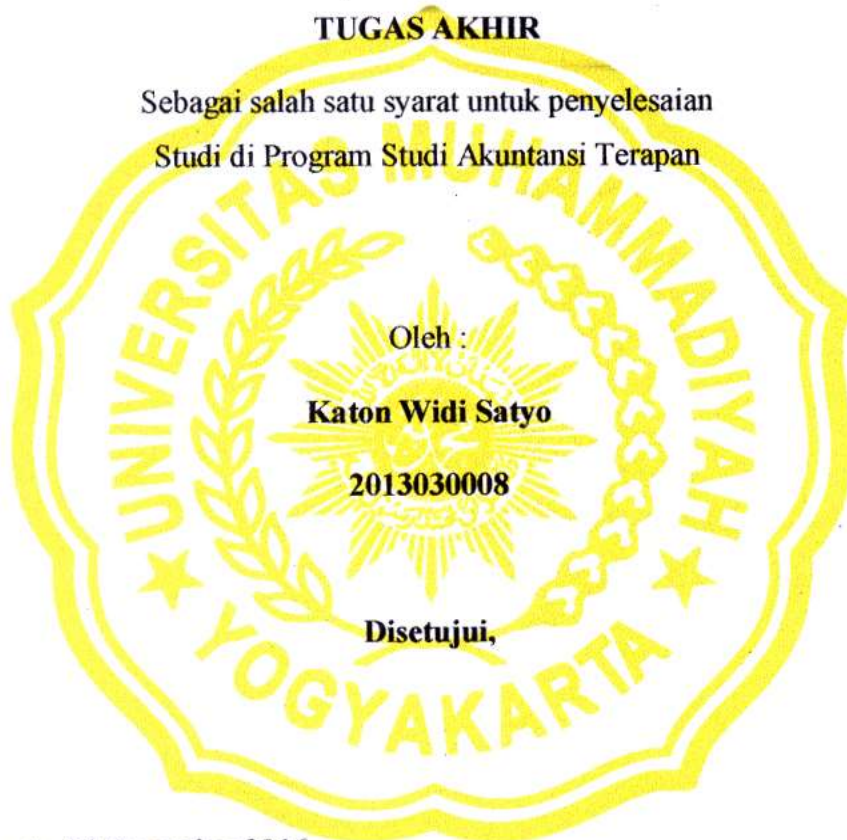 TUGAS AKHIR
Sebagai salah satu syarat untuk penyelesaian
Studi di Program Studi Akuntansi Terapan
UNIVERSITAS MUHAMMADIYAH
Oleh :
Katon Widi Satyo
2013030008
Disetujui,
YOGYAKARTA